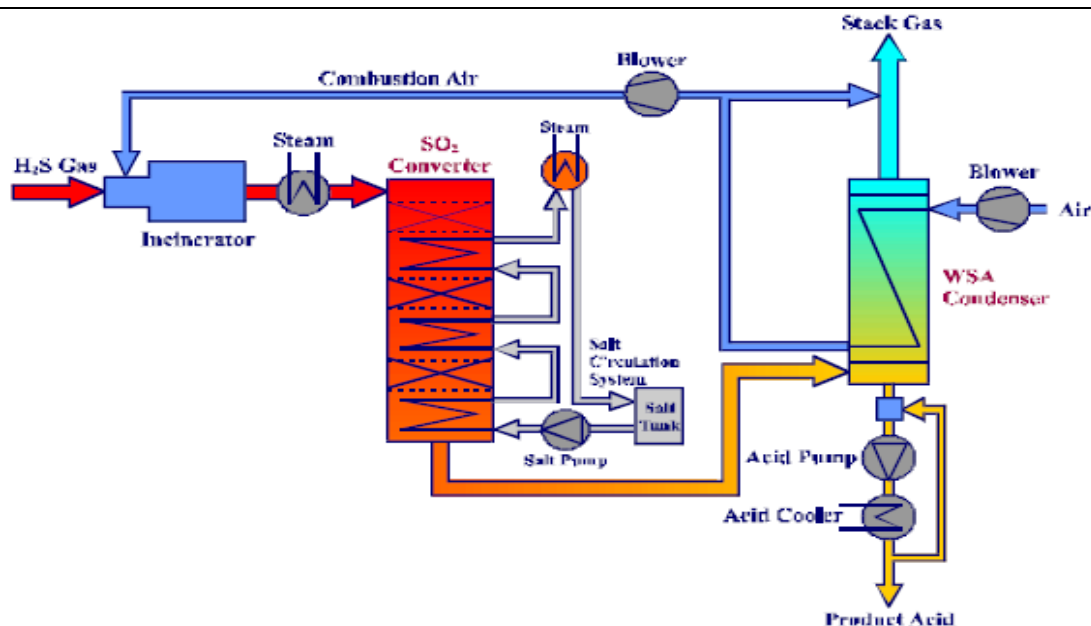 Stack Gas
Blower
Combustion Air
Steam
SO₂
Converter
Steam
H₂S Gas
Blower
Air
Incinerator
WSA
Condenser
Salt
Circulation
System
Salt
Tank
Salt Pump
Acid Pump
Acid Cooler
Product Acid